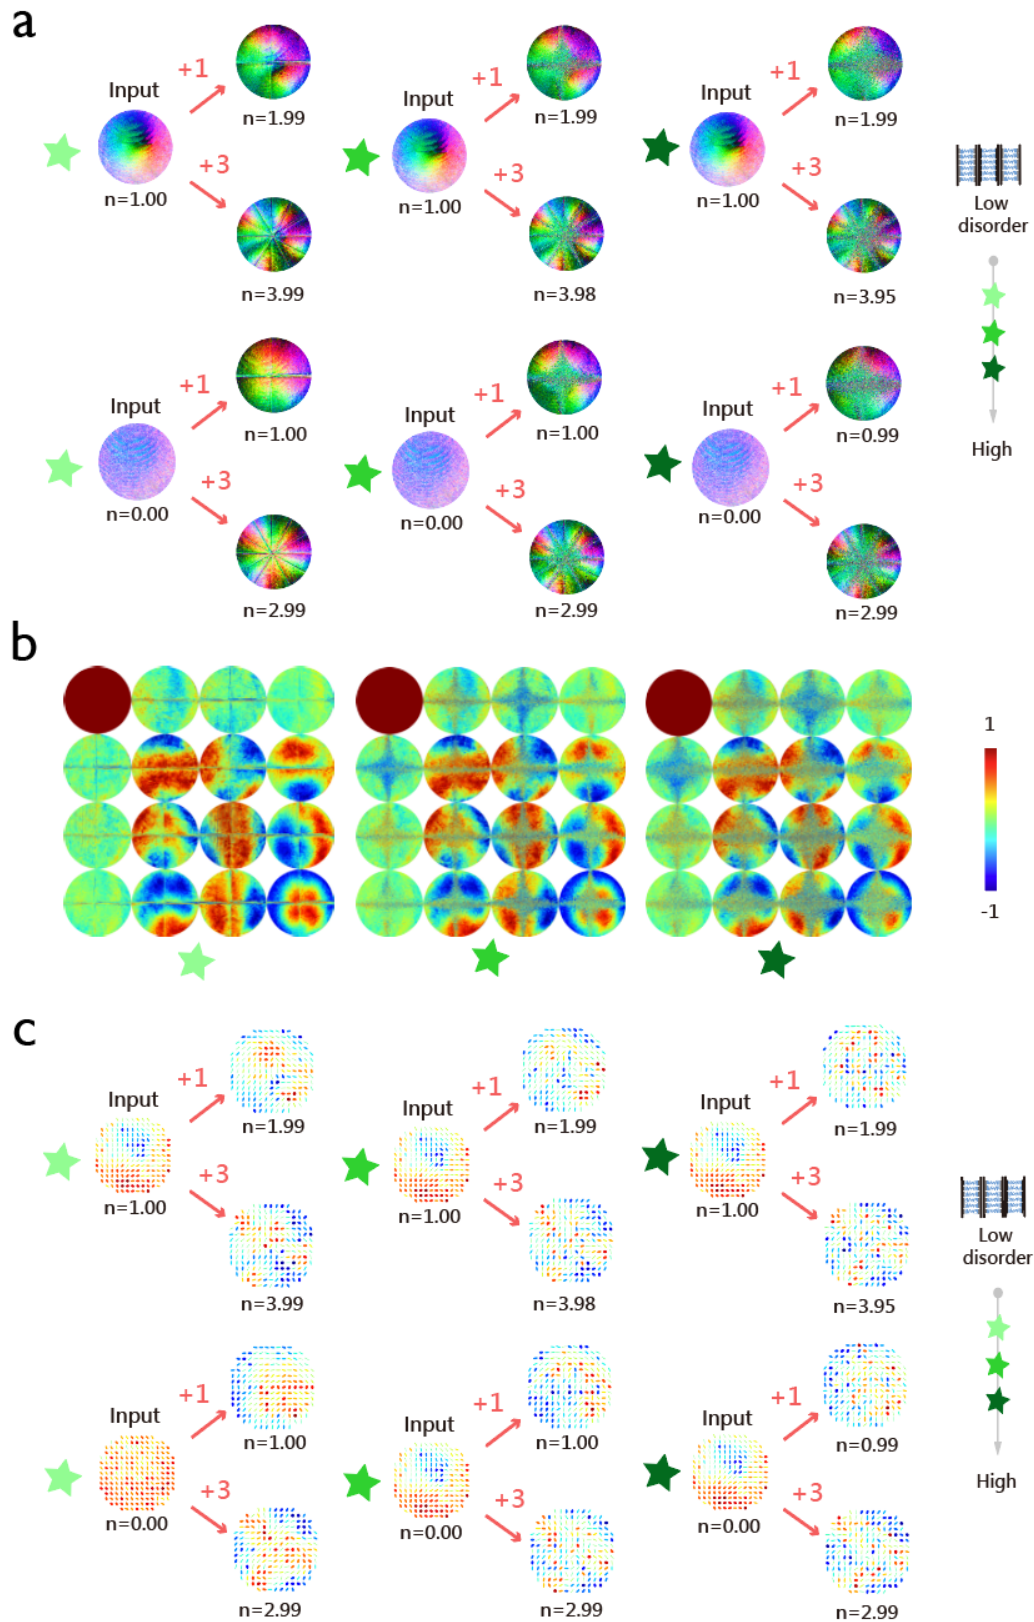 a
Input +1 n=1.99
n=1.00 +3 n=3.99
Input +1 n=1.99
n=1.00 +3 n=3.98
Input +1 n=1.99
n=1.00 +3 n=3.95
Low
disorder
High
Input +1 n=1.00
n=0.00 +3 n=2.99
Input +1 n=1.00
n=0.00 +3 n=2.99
Input +1 n=0.99
n=0.00 +3 n=2.99
b
1
-1
c
Input +1 n=1.99
n=1.00 +3 n=3.99
Input +1 n=1.99
n=1.00 +3 n=3.98
Input +1 n=1.99
n=1.00 +3 n=3.95
Low
disorder
High
Input +1 n=1.00
n=0.00 +3 n=2.99
Input +1 n=1.00
n=0.00 +3 n=2.99
Input +1 n=0.99
n=0.00 +3 n=2.99